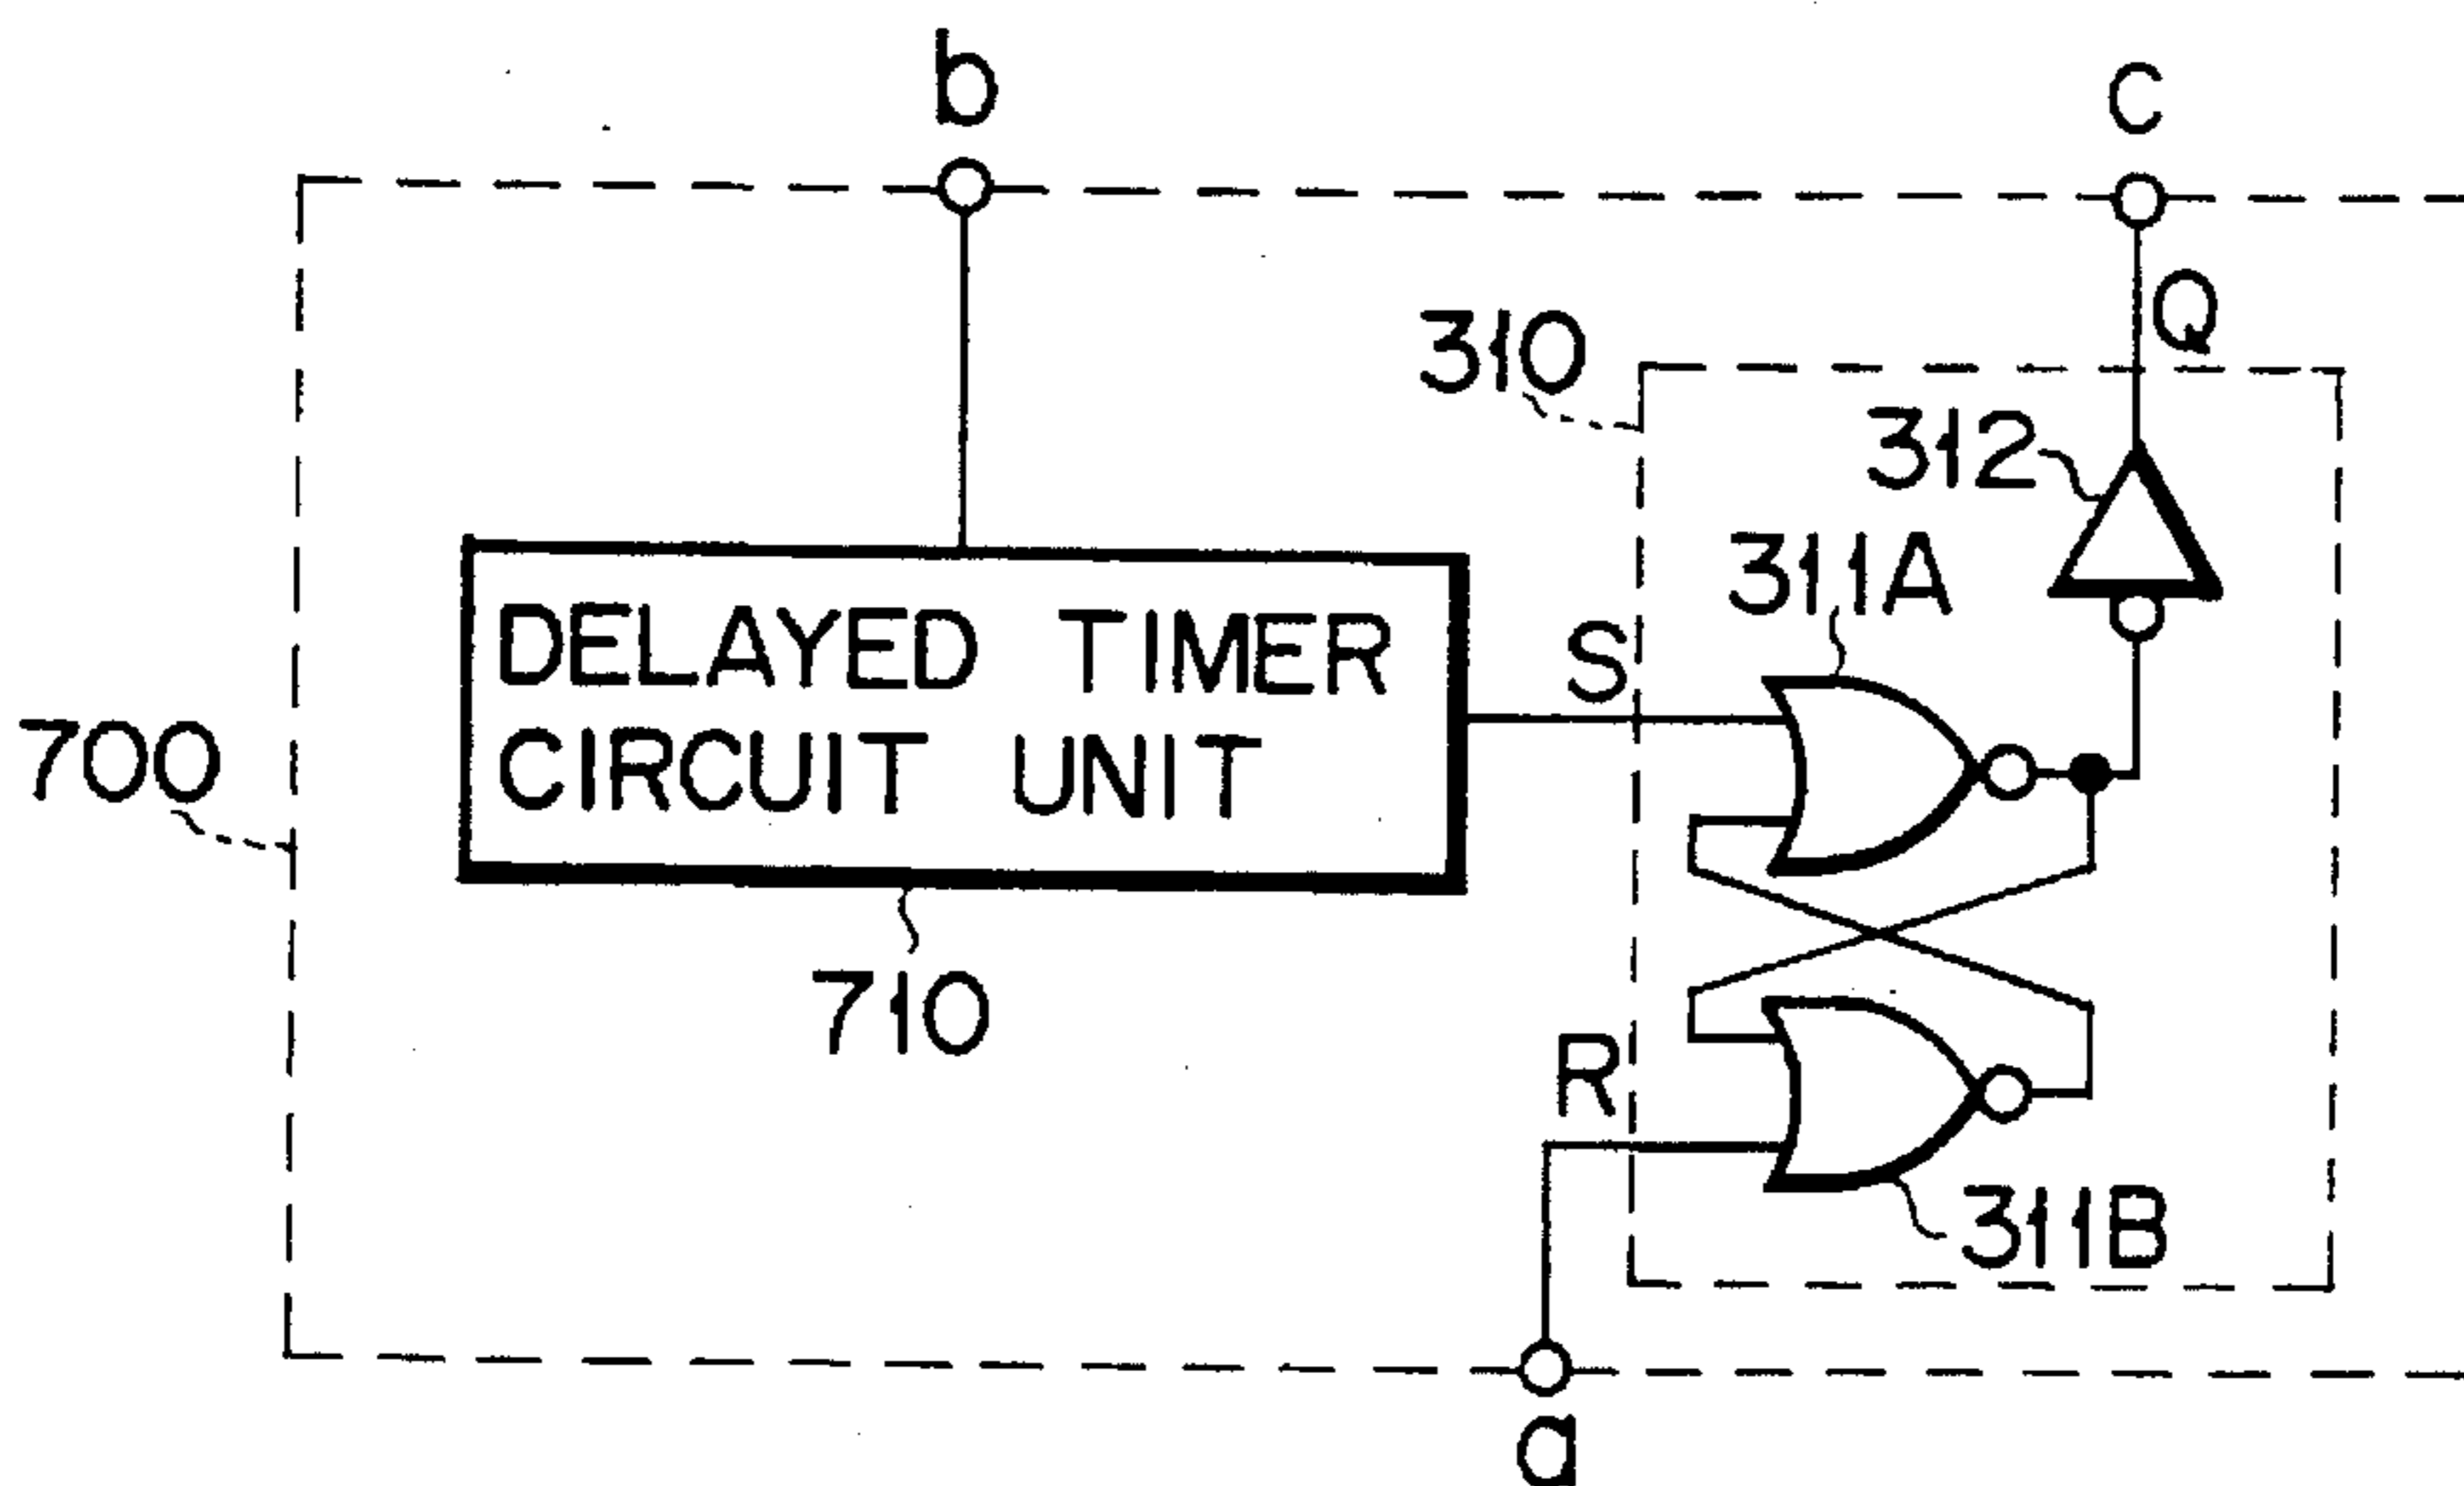 b
C
Q
310
312
311A
DELAYED TIMER
CIRCUIT UNIT
S
700
710
R
311B
a